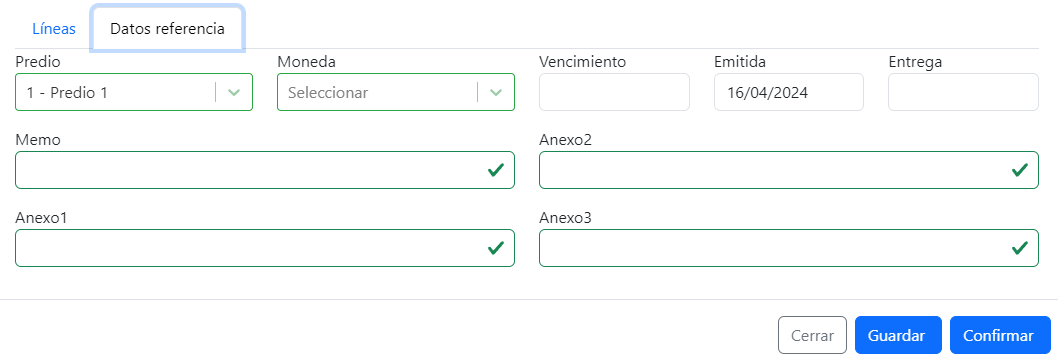 Líneas Datos referencia
Predio Moneda Vencimiento Emitida Entrega
1 - Predio 1 Seleccionar 16/04/2024
Memo Anexo2
Anexo1 Anexo3
Cerrar Guardar Confirmar